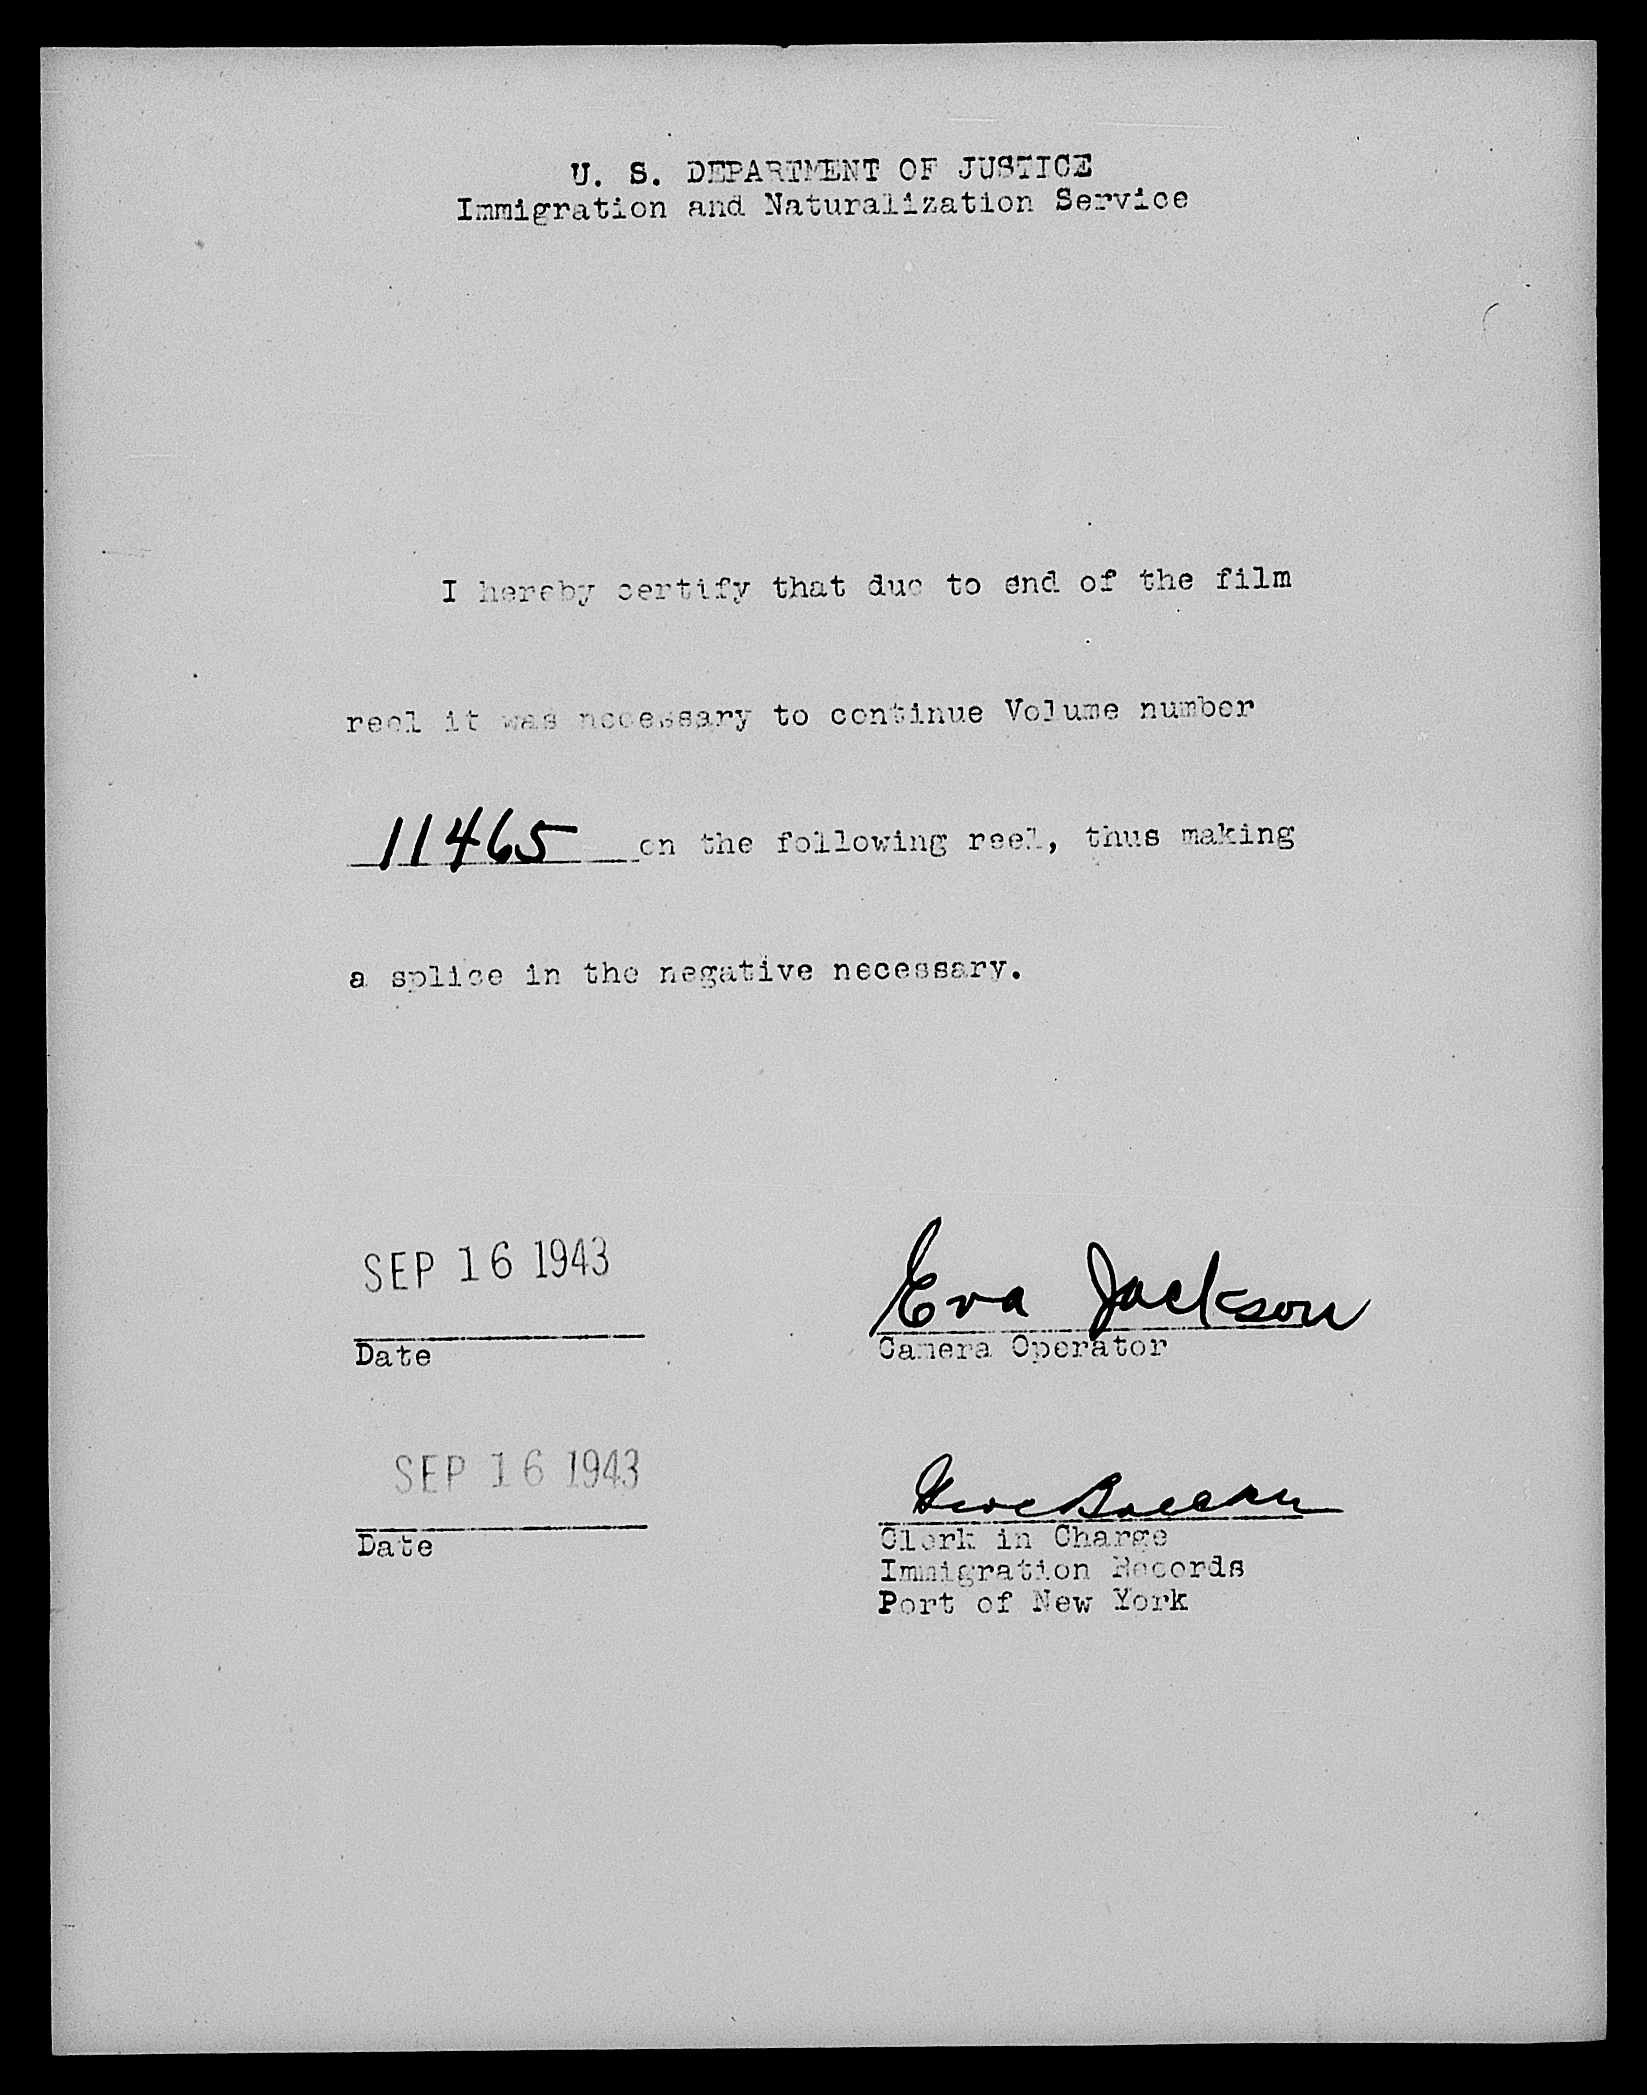 U. S. DEPARTMENT OF JUSTICE
Immigration and Naturalization Service
I hereby certify that due to end of the film
reel it was necessary to continue Volume number
11465 on the following reel, thus making
a splice in the negative necessary.
SEP 16 1943
Eva Jackson
Date
Camera Operator
SEP 16 1943
Date
Clerk in Charge
Immigration Records
Port of New York